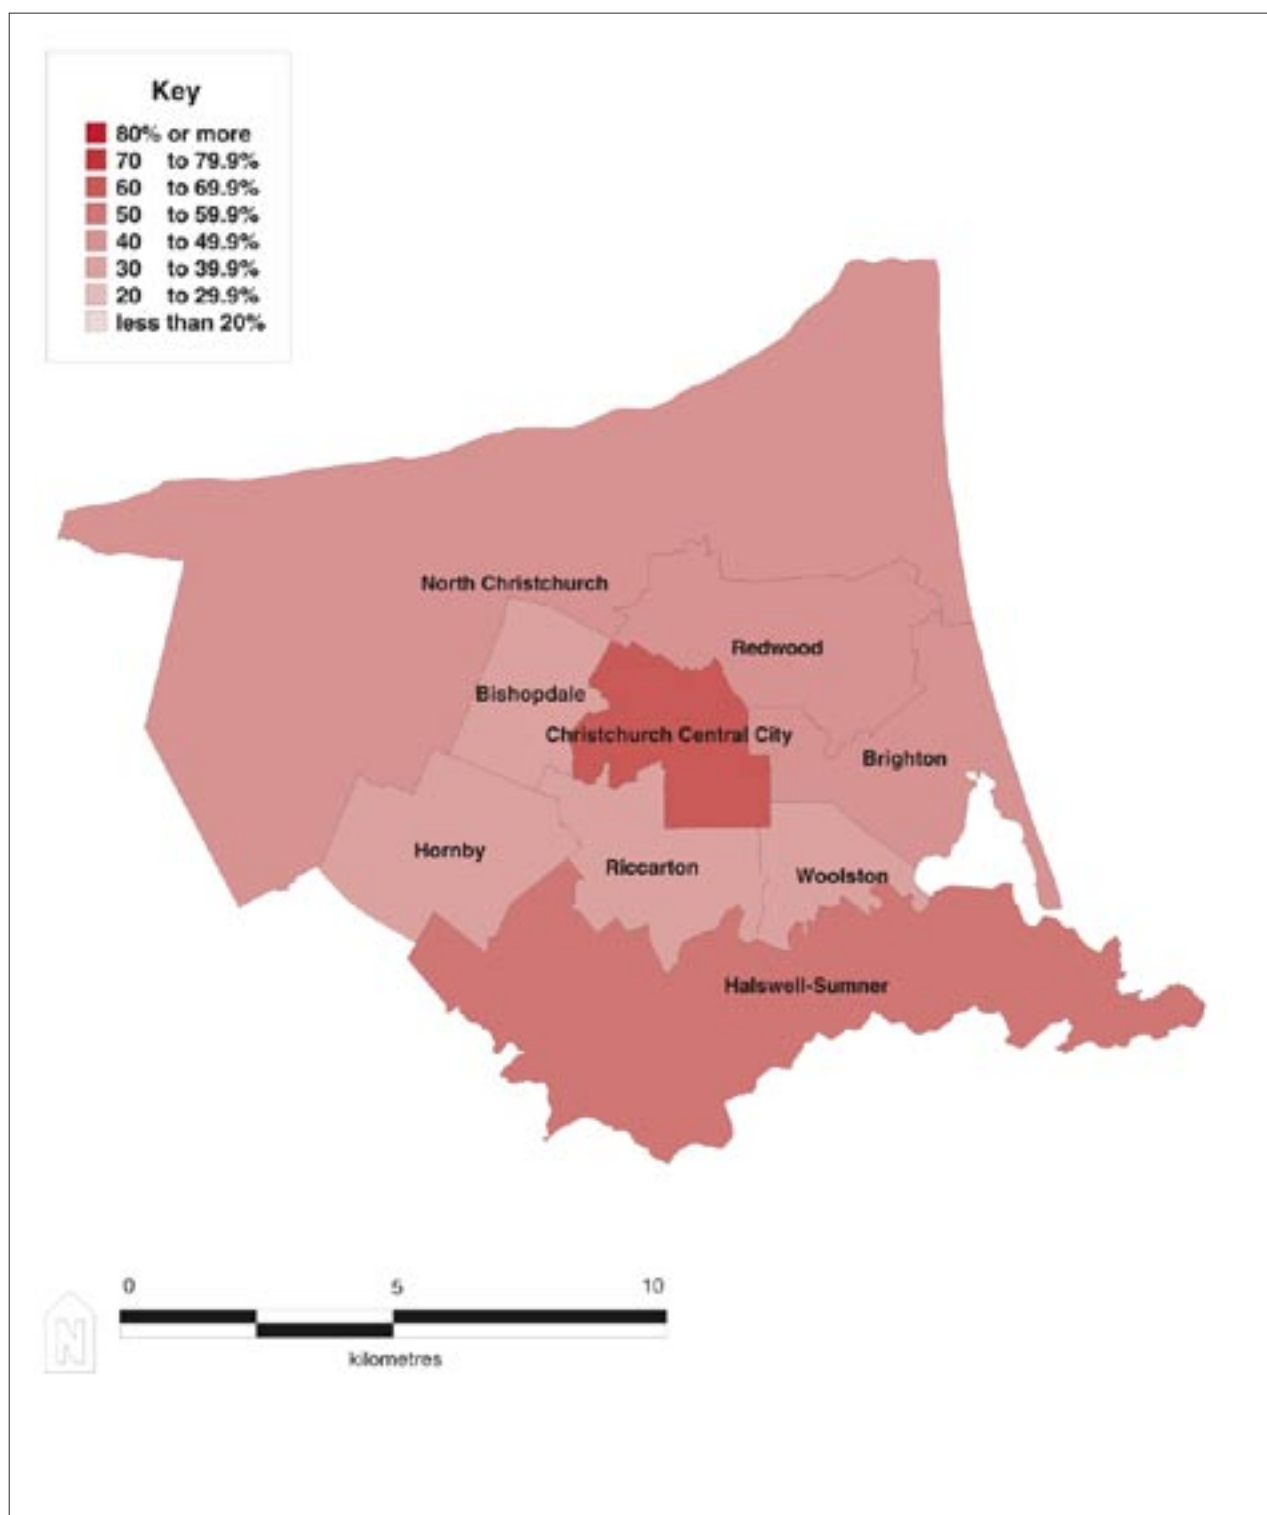 Key
80% or more
70 to 79.9%
60 to 69.9%
50 to 59.9%
40 to 49.9%
30 to 39.9%
20 to 29.9%
less than 20%
North Christchurch
Redwood
Bishopdale
Christchurch Central City
Brighton
Hornby
Riccarton
Woolston
Halswell-Sumner
0 5 10
N
kilometres